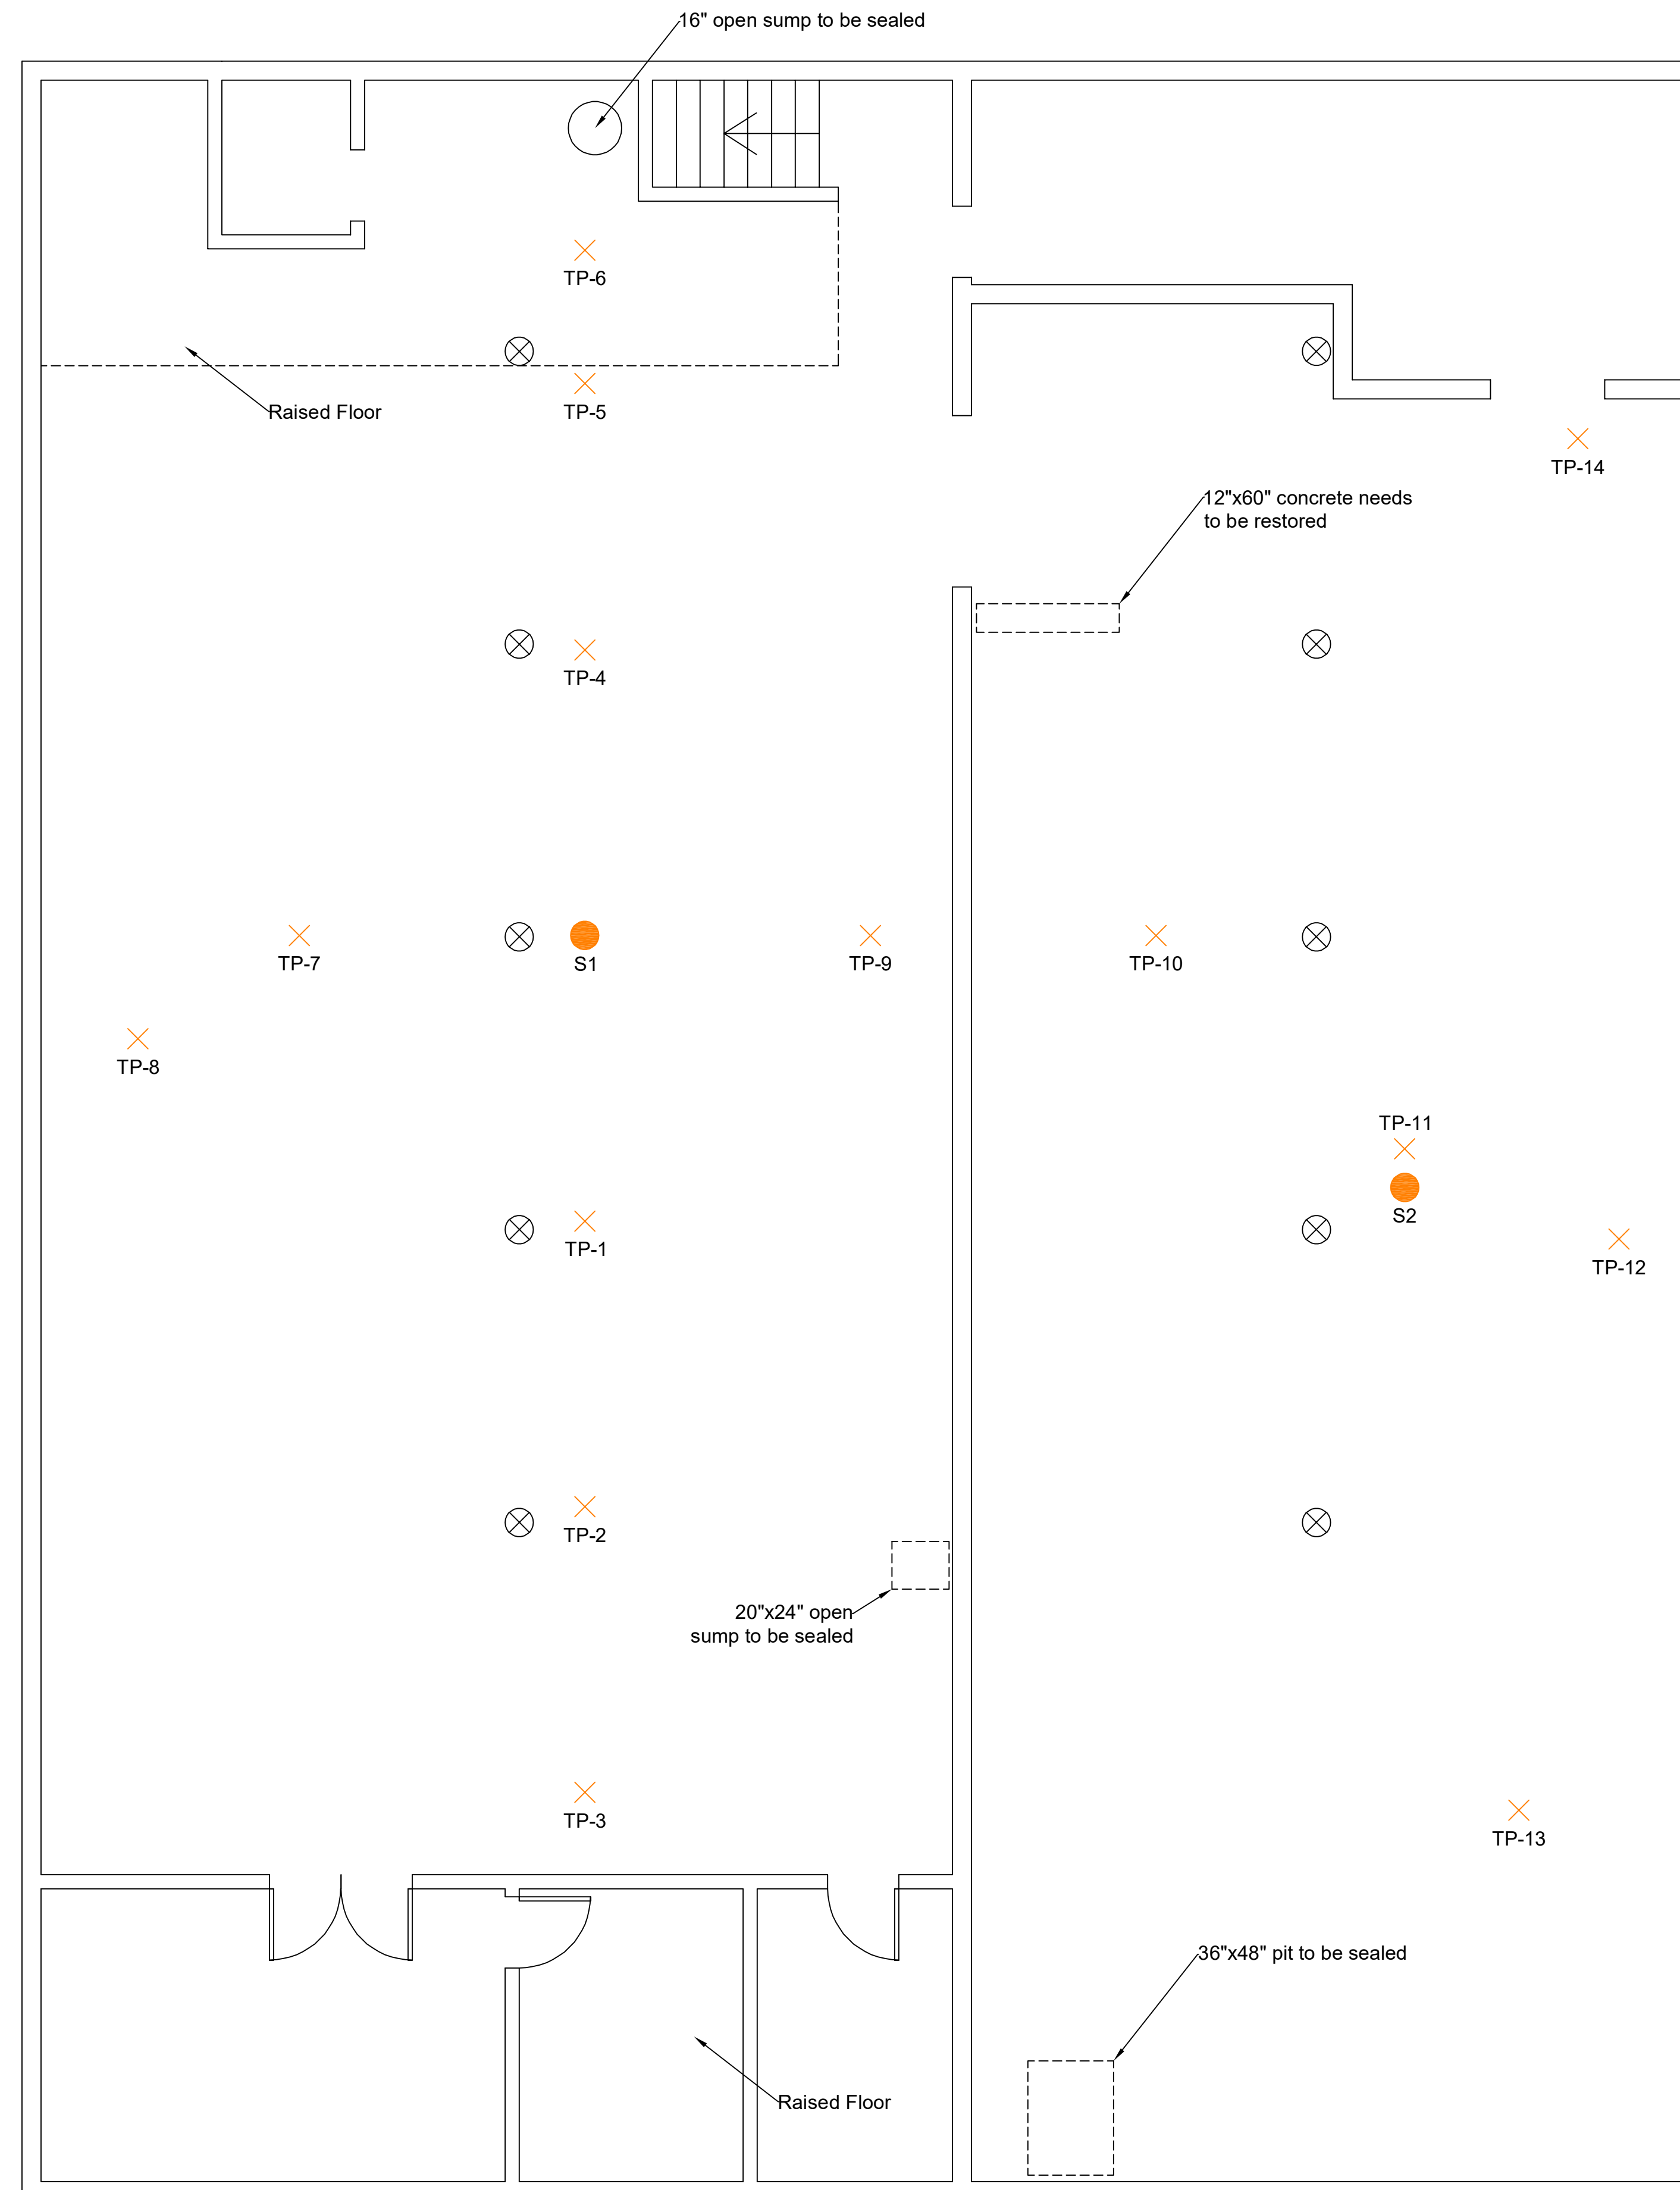 16" open sump to be sealed
TP-6
Raised Floor
TP-5
TP-14
12"x60" concrete needs
to be restored
TP-4
TP-7
S1
TP-9
TP-10
TP-8
TP-11
S2
TP-1
TP-12
TP-2
20"x24" open
sump to be sealed
TP-3
TP-13
36"x48" pit to be sealed
Raised Floor